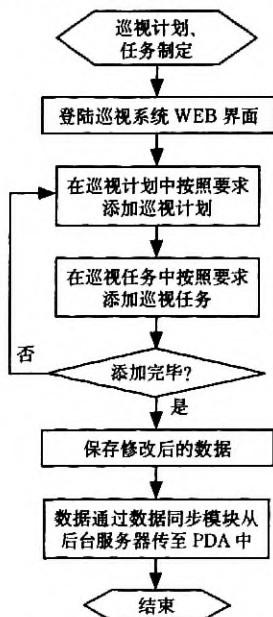 巡视计划、
任务制定
登陆巡视系统 WEB 界面
在巡视计划中按照要求
添加巡视计划
在巡视任务中按照要求
添加巡视任务
添加完毕?
否
是
保存修改后的数据
数据通过数据同步模块从
后台服务器传至 PDA 中
结束